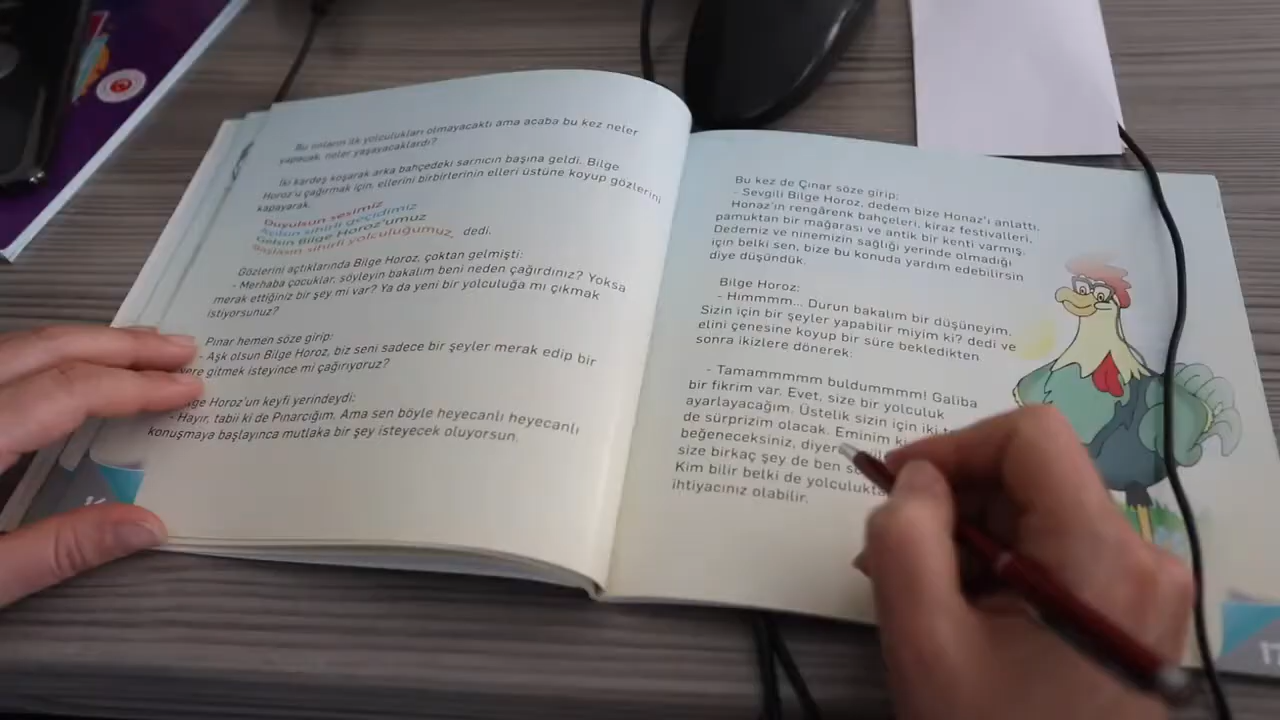 Bu onların ilk yolculukları olmayacaktı ama acaba bu kez neler
yapacak, neler yaşayacaklardı?
İki kardeş koşarak arka bahçedeki sarnıcın başına geldi. Bilge
Horoz'u çağırmak için, ellerini birbirlerinin elleri üstüne koyup gözlerini
kapayarak,
Duyulsun sesimiz
Açılsın sihirli geçidimiz
Gelsin Bilge Horoz'umuz
Başlasın sihirli yolculuğumuz, dedi.
Gözlerini açtıklarında Bilge Horoz, çoktan gelmişti:
- Merhaba çocuklar, söyleyin bakalım beni neden çağırdınız? Yoksa
merak ettiğiniz bir şey mi var? Ya da yeni bir yolculuğa mı çıkmak
istiyorsunuz?
Pınar hemen söze girip:
- Aşk olsun Bilge Horoz, biz seni sadece bir şeyler merak edip bir
gitmek isteyince mi çağırıyoruz?
Horoz'un keyfi yerindeydi:
- Hayır, tabii ki de Pınarcığım. Ama sen böyle heyecanlı heyecanlı
konuşmaya başlayınca mutlaka bir şey isteyecek oluyorsun.
Bu kez de Çınar söze girip:
- Sevgili Bilge Horoz, dedem bize Honaz'ı anlattı.
Honaz'ın rengârenk bahçeleri, kiraz festivalleri,
pamuktan bir mağarası ve antik bir kenti varmış.
Dedemiz ve ninemizin sağlığı yerinde olmadığı
için belki sen, bize bu konuda yardım edebilirsin
diye düşündük.
Bilge Horoz:
- Hımmmm... Durun bakalım bir düşüneyim.
Sizin için bir şeyler yapabilir miyim ki? dedi ve
elini çenesine koyup bir süre bekledikten
sonra ikizlere dönerek:
- Tamammmmm buldummmm! Galiba
bir fikrim var. Evet, size bir yolculuk
ayarlayacağım. Üstelik sizin için iki
de sürprizim olacak. Eminim
beğeneceksiniz,
size birkaç şey de ben
Kim bilir belki de
ihtiyacınız olabilir.
17